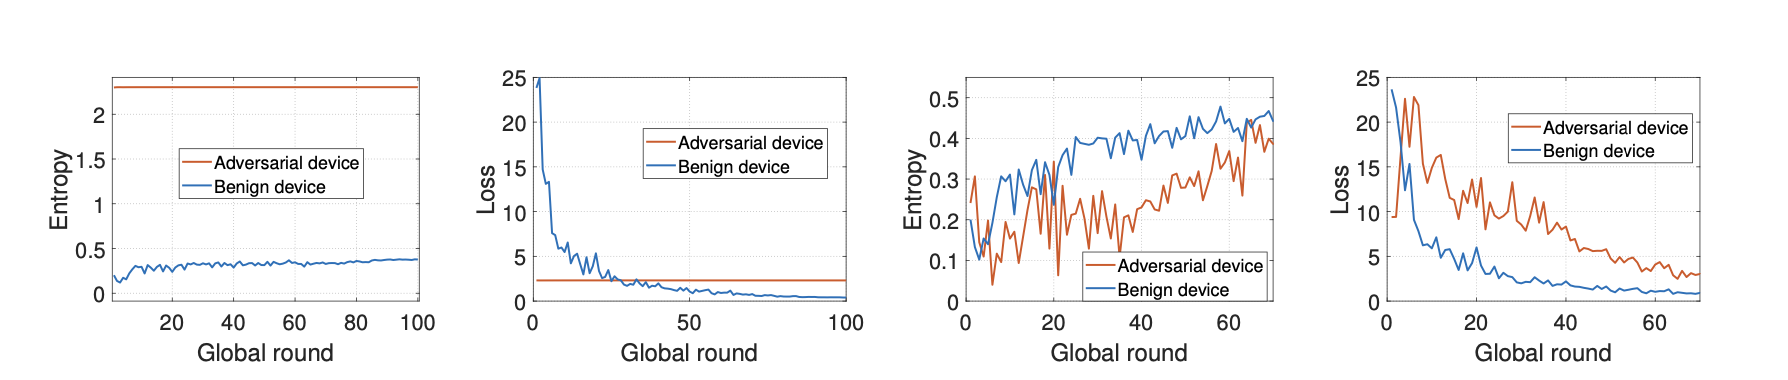 Entropy
2
1.5
1
0.5
0
Adversarial device
Benign device
20 40 60 80 100
Global round
Loss
25
20
15
10
5
0
Adversarial device
Benign device
0 50 100
Global round
Entropy
0.5
0.4
0.3
0.2
0.1
0
Adversarial device
Benign device
0 20 40 60
Global round
Loss
25
20
15
10
5
0
Adversarial device
Benign device
0 20 40 60
Global round